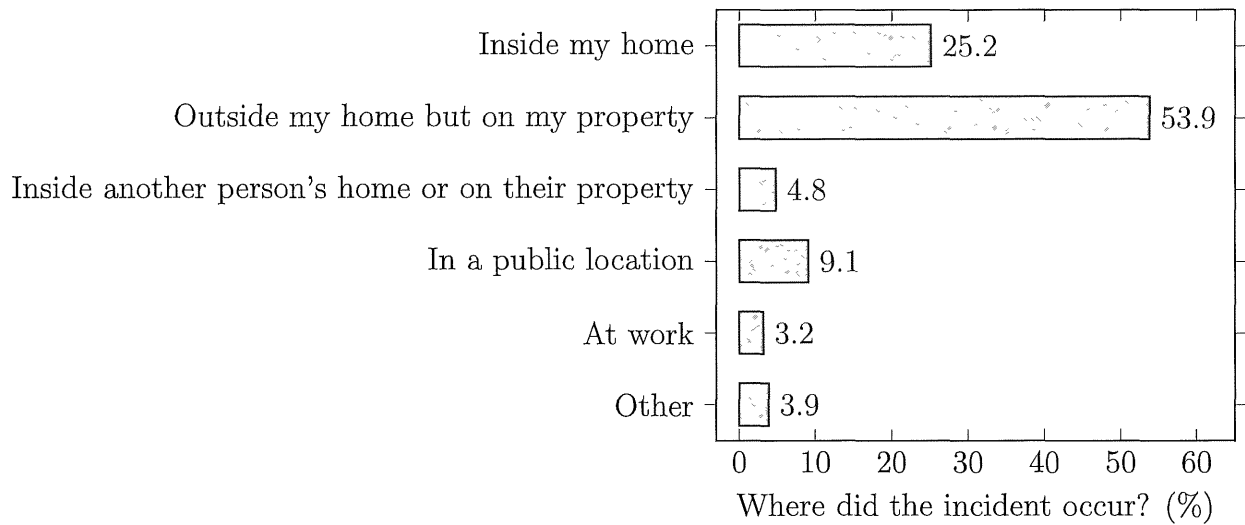 Inside my home 25.2
Outside my home but on my property 53.9
Inside another person's home or on their property 4.8
In a public location 9.1
At work 3.2
Other 3.9
0 10 20 30 40 50 60
Where did the incident occur? (%)